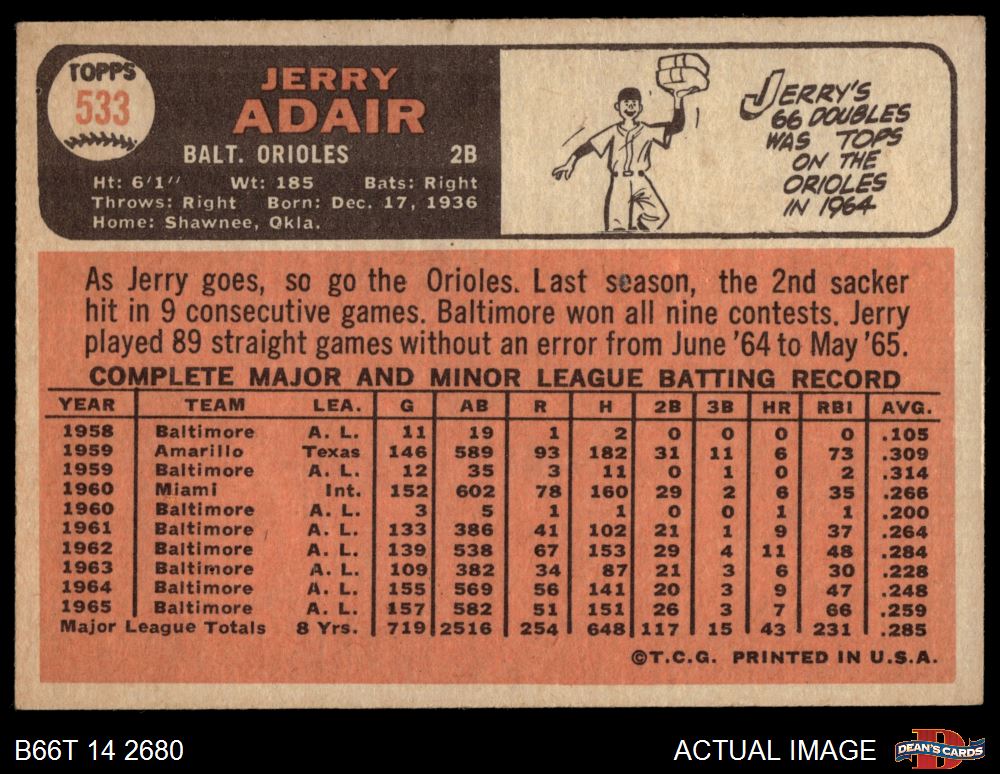 TOPPS
533
JERRY
ADAIR
BALT. ORIOLES 2B
Ht: 6'1" Wt: 185 Bats: Right
Throws: Right Born: Dec. 17, 1936
Home: Shawnee, Okla.
JERRY'S
66 DOUBLES
WAS TOPS
ON THE
ORIOLES
IN 1964
As Jerry goes, so go the Orioles. Last season, the 2nd sacker
hit in 9 consecutive games. Baltimore won all nine contests. Jerry
played 89 straight games without an error from June '64 to May '65.
COMPLETE MAJOR AND MINOR LEAGUE BATTING RECORD
YEAR TEAM LEA. G AB R H 2B 3B HR RBI AVG.
1958 Baltimore A. L. 11 19 1 2 0 0 0 0 .105
1959 Amarillo Texas 146 589 93 182 31 11 6 73 .309
1959 Baltimore A. L. 12 35 3 11 0 1 0 2 .314
1960 Miami Int. 152 602 78 160 29 2 6 35 .266
1960 Baltimore A. L. 3 5 1 1 0 0 1 1 .200
1961 Baltimore A. L. 133 386 41 102 21 1 9 37 .264
1962 Baltimore A. L. 139 538 67 153 29 4 11 48 .284
1963 Baltimore A. L. 109 382 34 87 21 3 6 30 .228
1964 Baltimore A. L. 155 569 56 141 20 3 9 47 .248
1965 Baltimore A. L. 157 582 51 151 26 3 7 66 .259
Major League Totals 8 Yrs. 719 2516 254 648 117 15 43 231 .285
©T.C.G. PRINTED IN U.S.A.
B66T 14 2680 ACTUAL IMAGE
DEAN'S CARDS